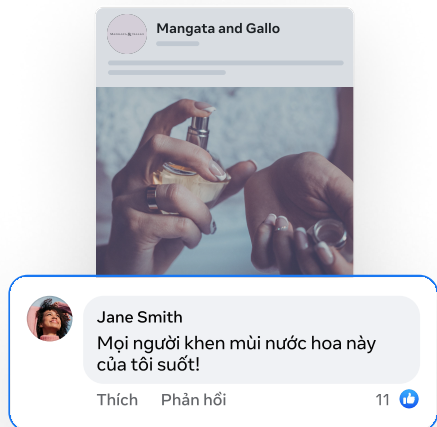 Mangata and Gallo
Jane Smith
Mọi người khen mùi nước hoa này
của tôi suốt!
Thích Phản hồi 11